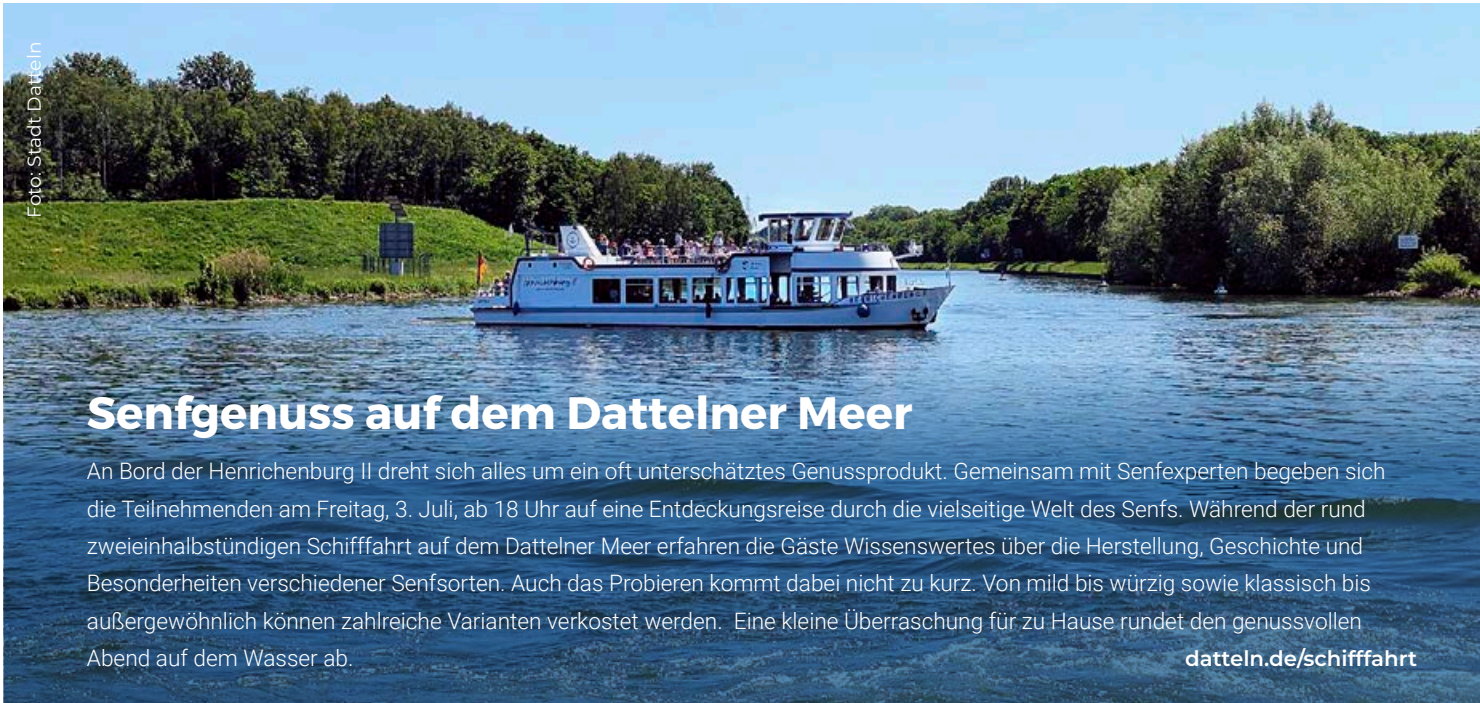 Foto: Stadt Datteln
Senfgenuss auf dem Dattelner Meer
An Bord der Henrichenburg II dreht sich alles um ein oft unterschätztes Genussprodukt. Gemeinsam mit Senfexperten begeben sich
die Teilnehmenden am Freitag, 3. Juli, ab 18 Uhr auf eine Entdeckungsreise durch die vielseitige Welt des Senfs. Während der rund
zweieinhalbstündigen Schifffahrt auf dem Dattelner Meer erfahren die Gäste Wissenswertes über die Herstellung, Geschichte und
Besonderheiten verschiedener Senfsorten. Auch das Probieren kommt dabei nicht zu kurz. Von mild bis würzig sowie klassisch bis
außergewöhnlich können zahlreiche Varianten verkostet werden.  Eine kleine Überraschung für zu Hause rundet den genussvollen
Abend auf dem Wasser ab.
datteln.de/schifffahrt